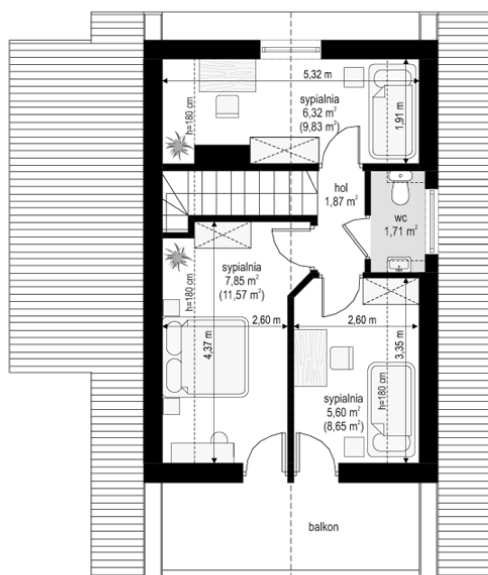 5,32 m
sypialnia
6,32 m²
(9,83 m²)
1,91 m
h=180 cm
hol
1,87 m²
wc
1,71 m²
sypialnia
7,85 m²
(11,57 m²)
h=180 cm
2,60 m
2,60 m
4,37 m
3,35 m
sypialnia
5,60 m²
(8,65 m²)
h=180 cm
balkon